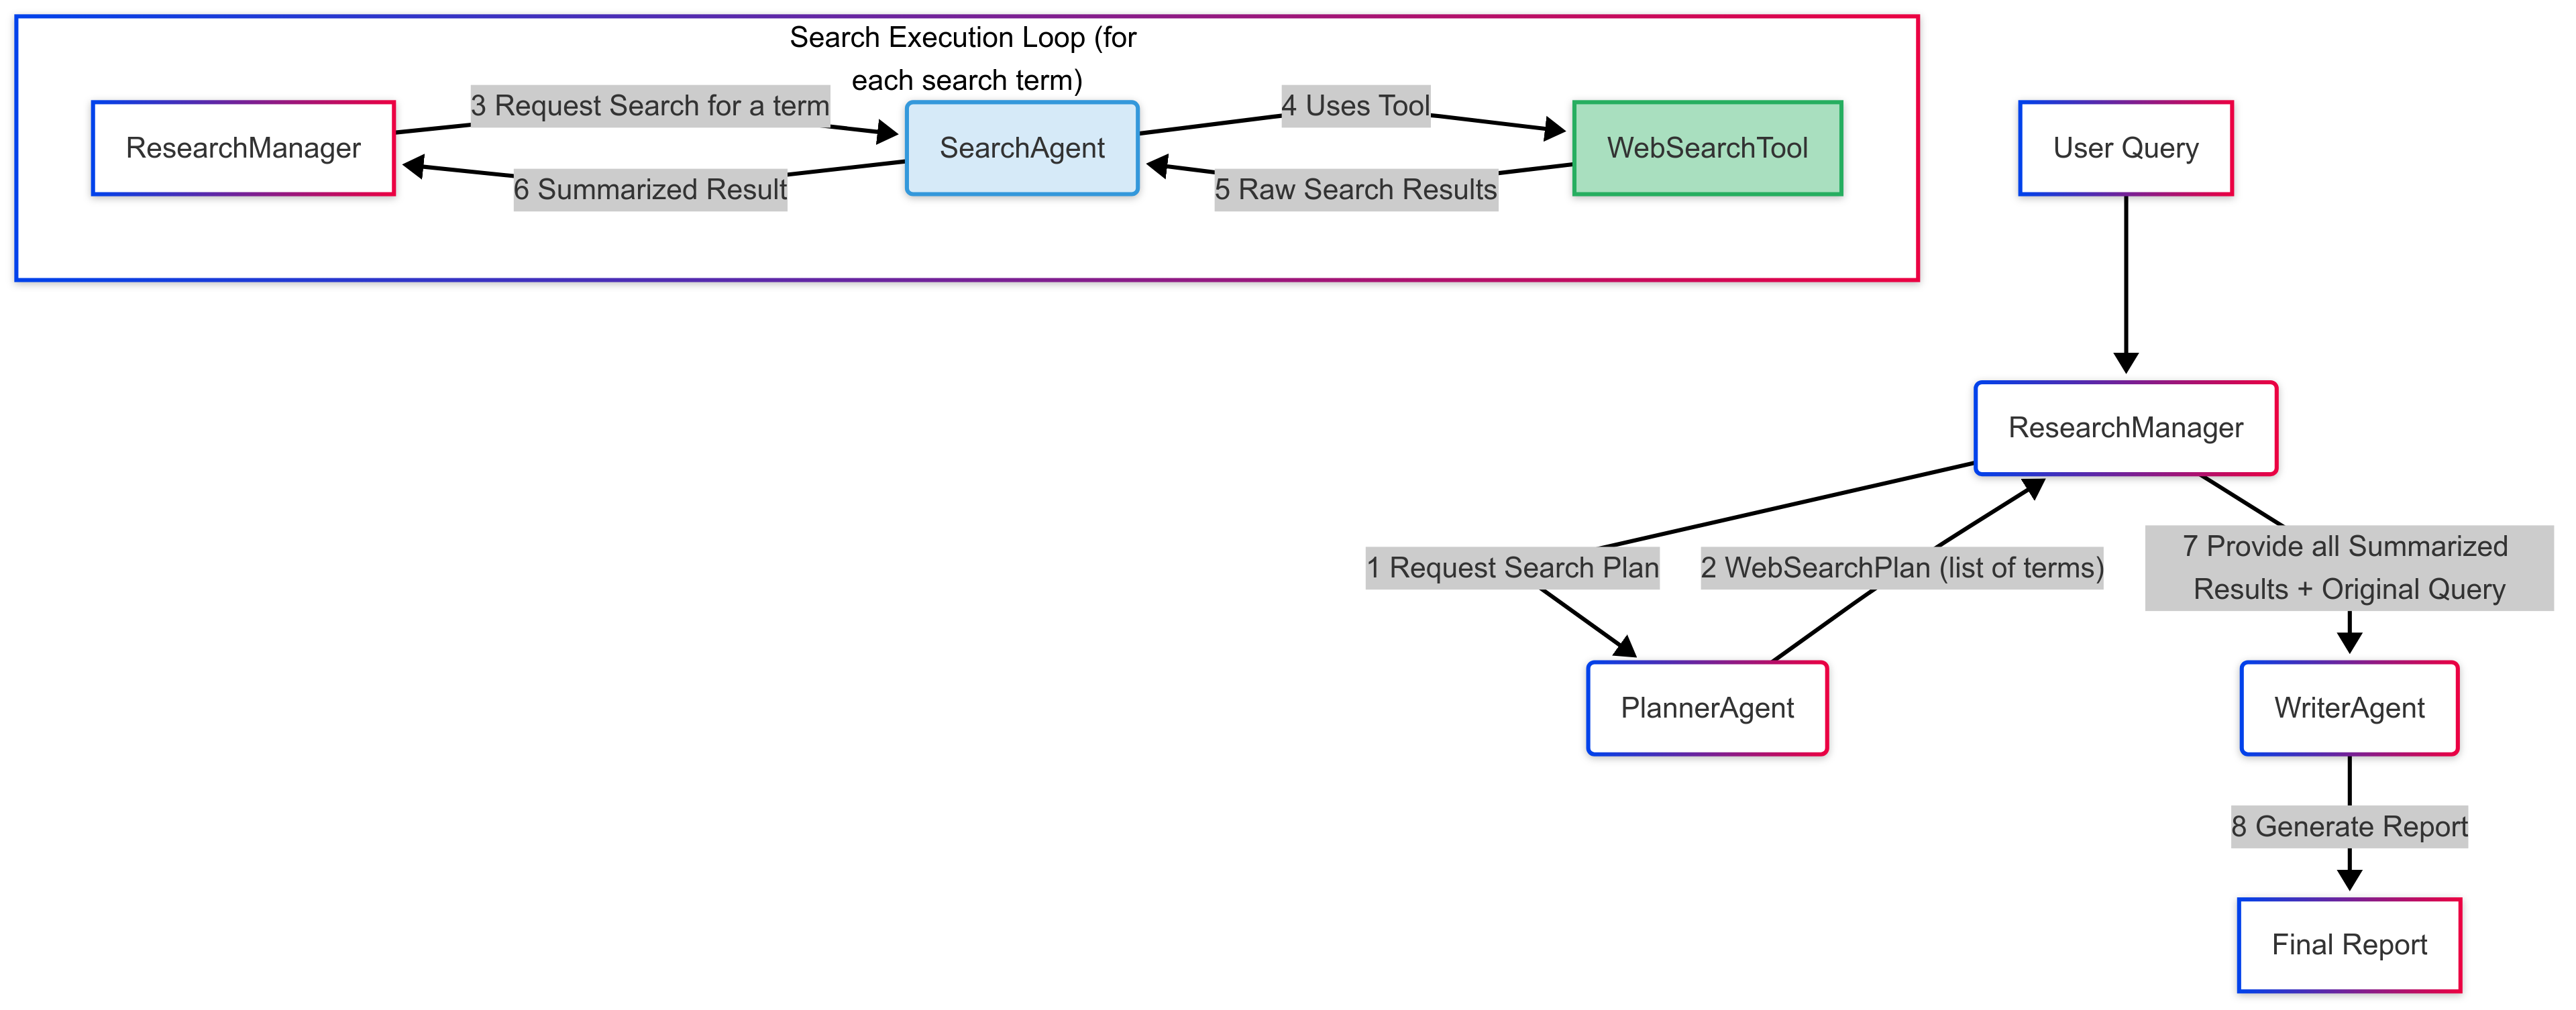 Search Execution Loop (for
each search term)
ResearchManager
3 Request Search for a term
SearchAgent
4 Uses Tool
WebSearchTool
6 Summarized Result
5 Raw Search Results
User Query
ResearchManager
1 Request Search Plan
2 WebSearchPlan (list of terms)
7 Provide all Summarized
Results + Original Query
PlannerAgent
WriterAgent
8 Generate Report
Final Report